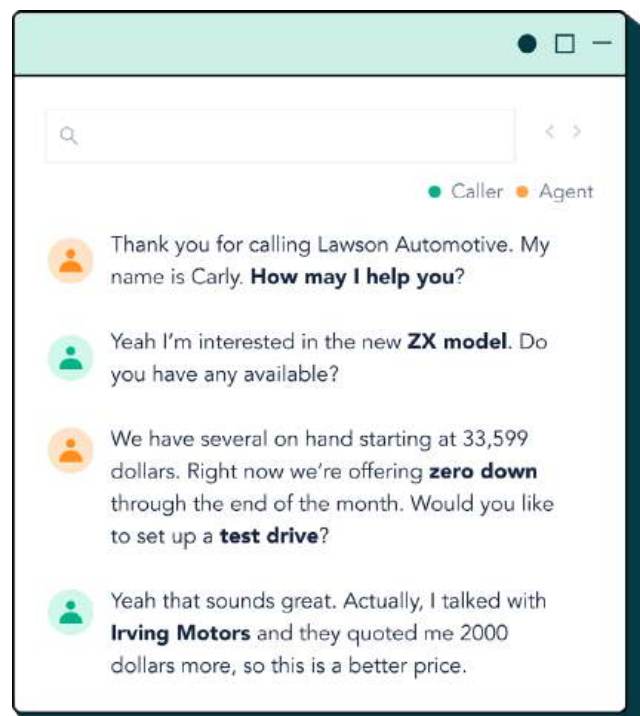 Caller Agent
Thank you for calling Lawson Automotive. My
name is Carly. How may I help you?
Yeah I'm interested in the new ZX model. Do
you have any available?
We have several on hand starting at 33,599
dollars. Right now we're offering zero down
through the end of the month. Would you like
to set up a test drive?
Yeah that sounds great. Actually, I talked with
Irving Motors and they quoted me 2000
dollars more, so this is a better price.